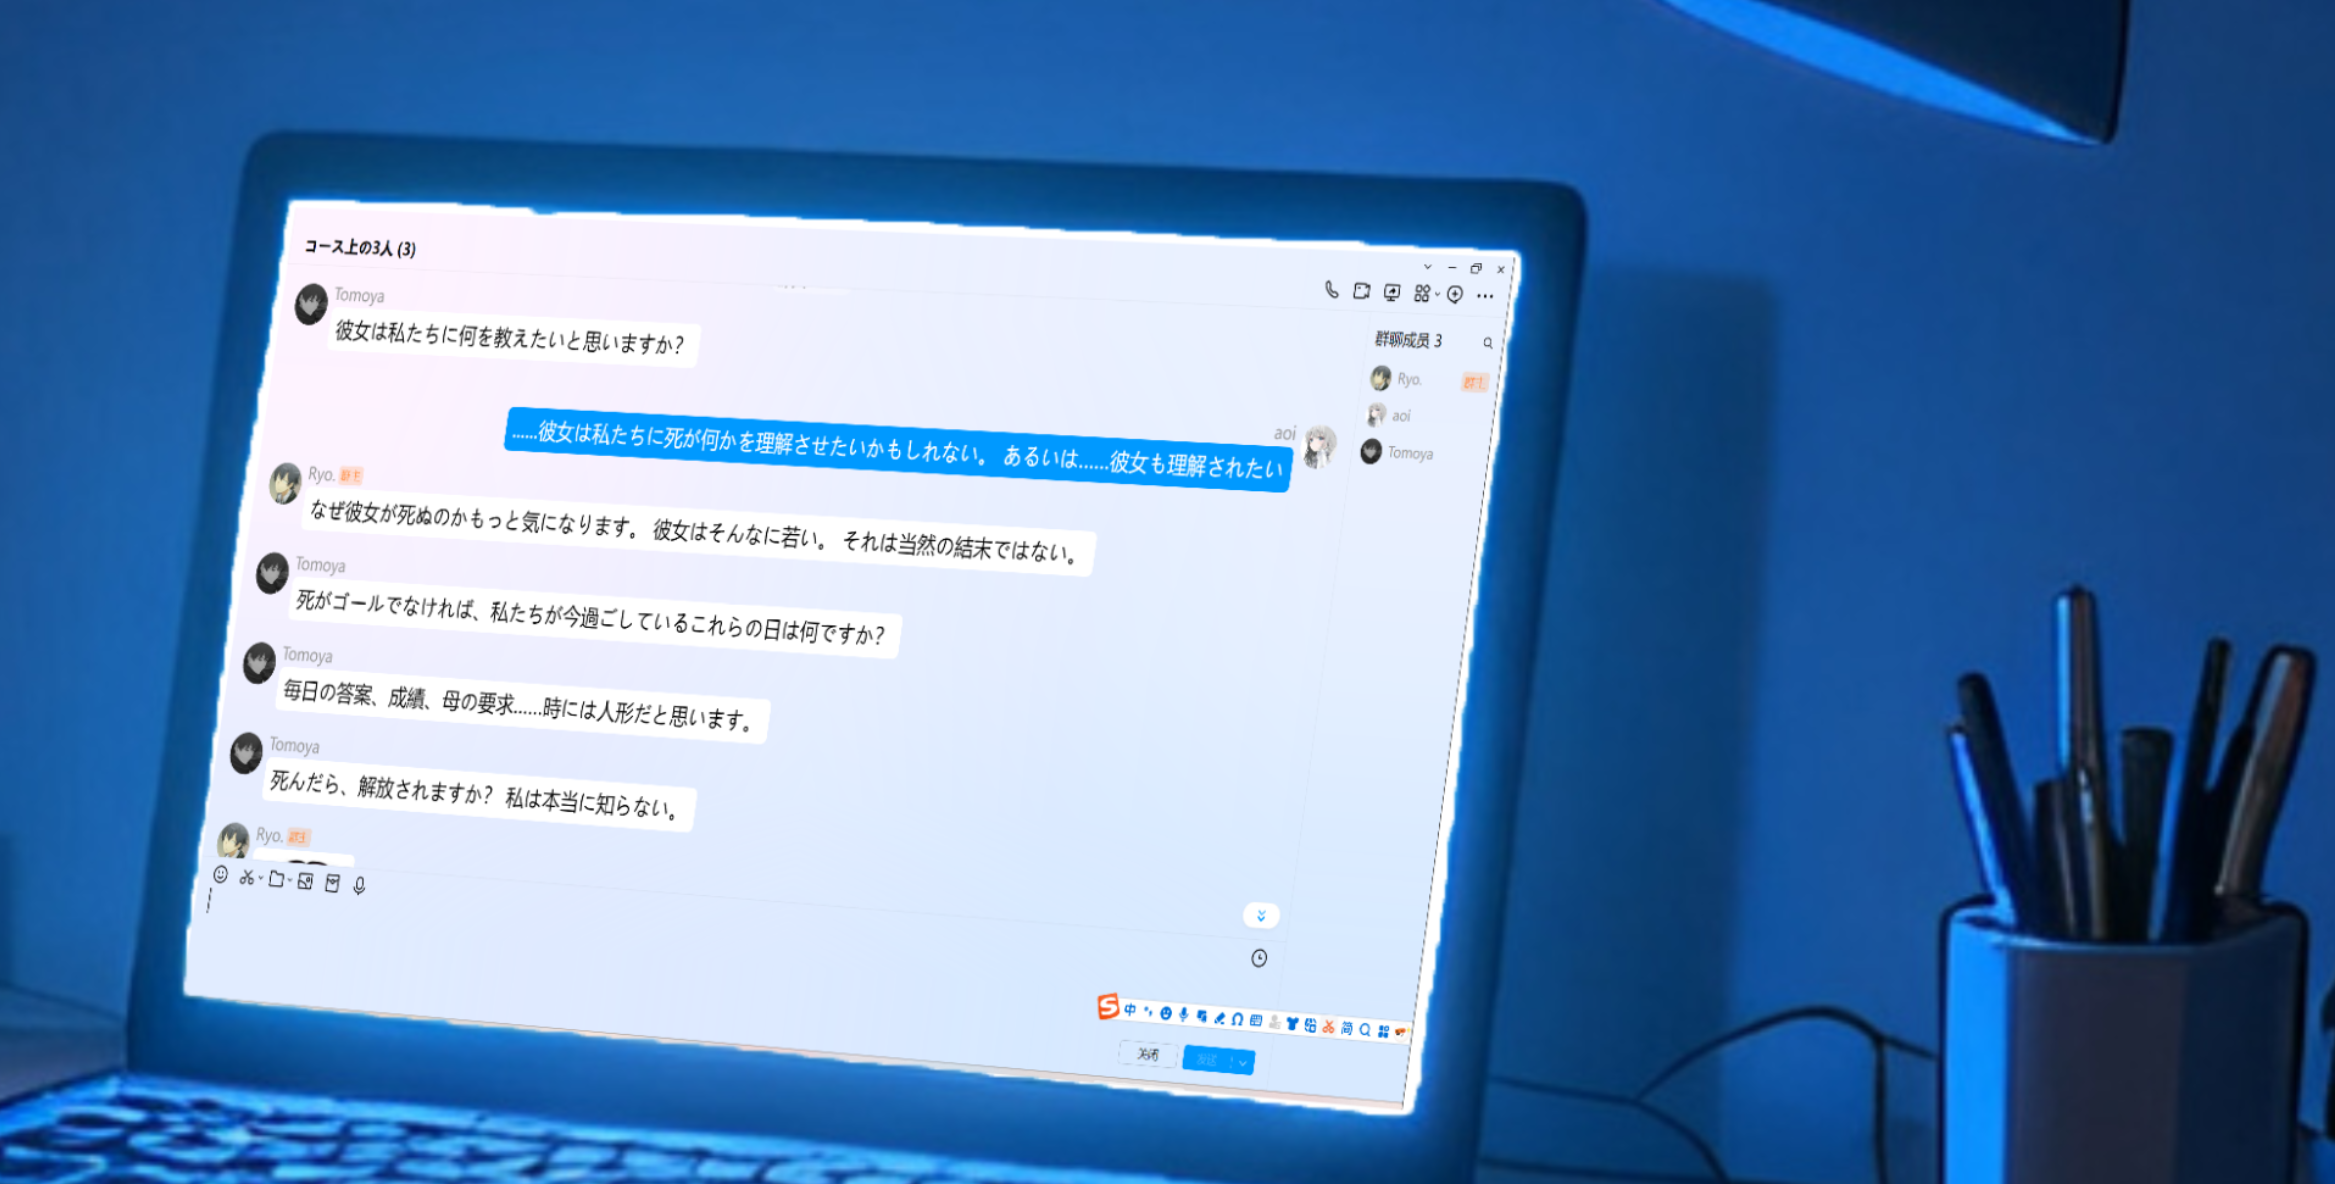 コース上の3人 (3)
Tomoya
彼女は私たちに何を教えたいと思いますか?
aoi
......彼女は私たちに死が何かを理解させたいかもしれない。 あるいは......彼女も理解されたい
Ryo. 群主
なぜ彼女が死ぬのかもっと気になります。 彼女はそんなに若い。 それは当然の結末ではない。
Tomoya
死がゴールでなければ、私たちが今過ごしているこれらの日は何ですか?
Tomoya
毎日の答案、成績、母の要求......時には人形だと思います。
Tomoya
死んだら、解放されますか? 私は本当に知らない。
Ryo. 群主
群聊成员 3
Ryo. 群主
aoi
Tomoya
S 中 简
关闭 发送